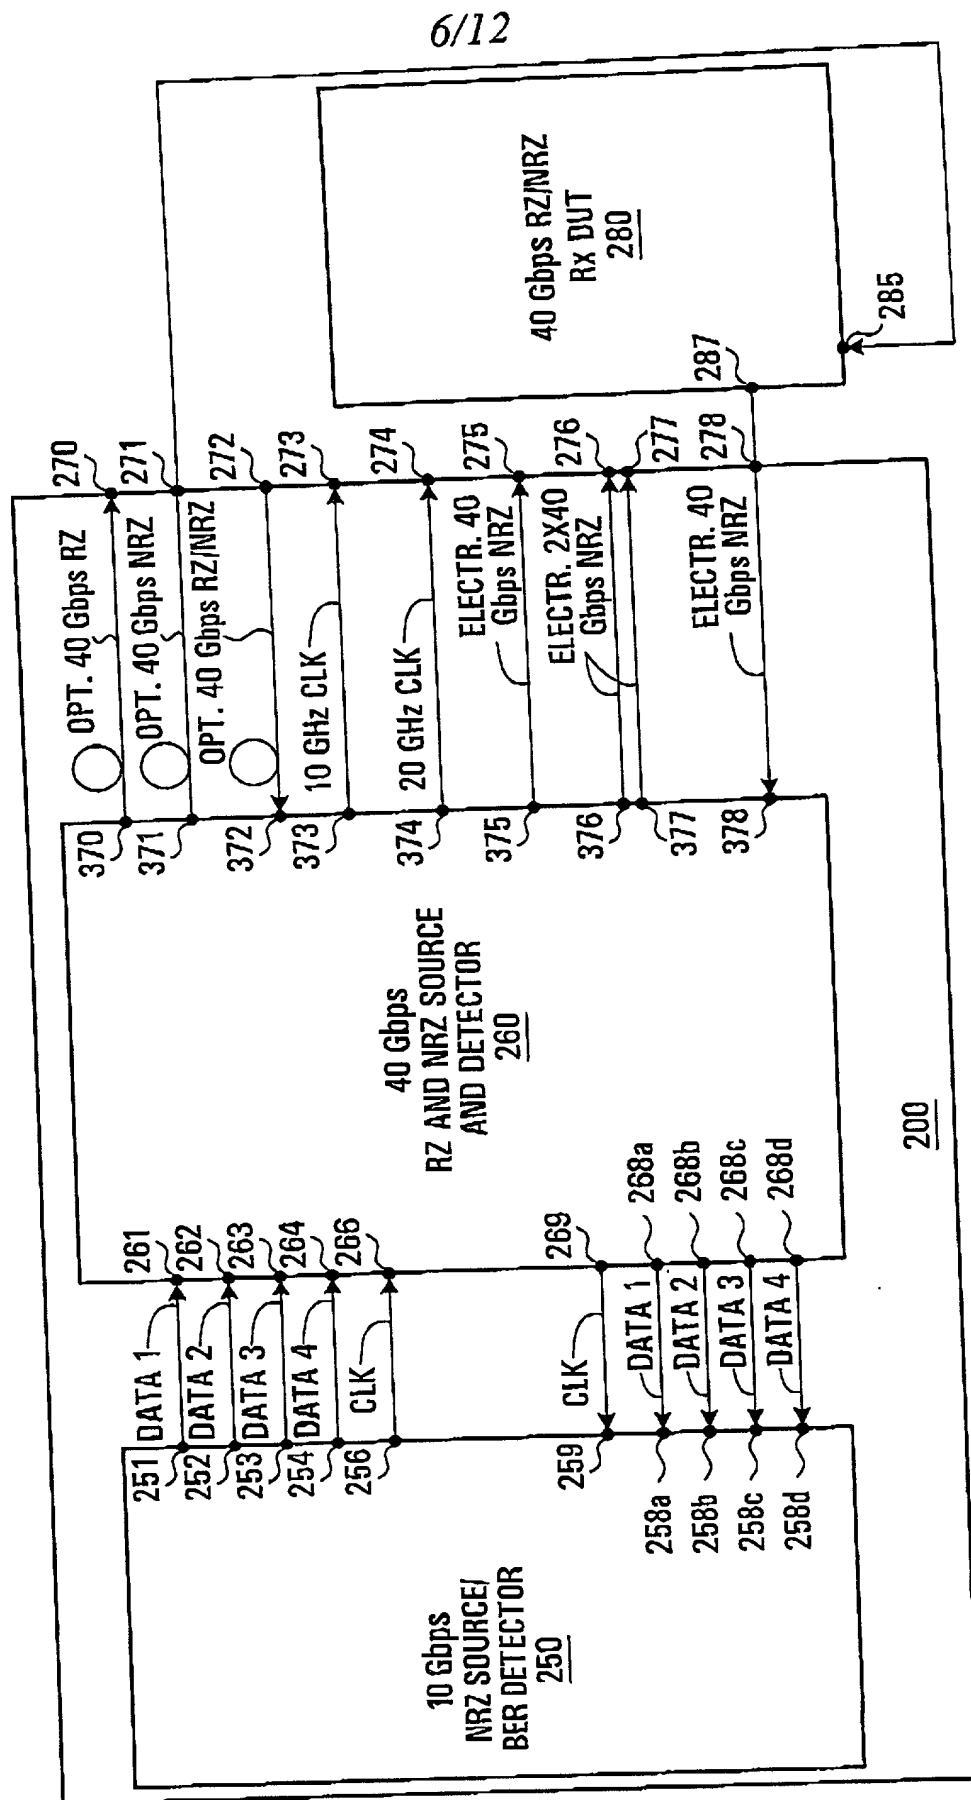 6/12
10 Gbps
NRZ SOURCE/
BER DETECTOR
250
251
252
253
254
256
259
258a
258b
258c
258d
DATA 1
DATA 2
DATA 3
DATA 4
CLK
CLK
DATA 1
DATA 2
DATA 3
DATA 4
261
262
263
264
266
269
268a
268b
268c
268d
40 Gbps
RZ AND NRZ SOURCE
AND DETECTOR
260
200
370
371
372
373
374
375
376
377
378
OPT. 40 Gbps RZ
OPT. 40 Gbps NRZ
OPT. 40 Gbps RZ/NRZ
10 GHz CLK
20 GHz CLK
ELECTR. 40
Gbps NRZ
ELECTR. 2X40
Gbps NRZ
ELECTR. 40
Gbps NRZ
270
271
272
273
274
275
276
277
278
287
285
40 Gbps RZ/NRZ
Rx DUT
280